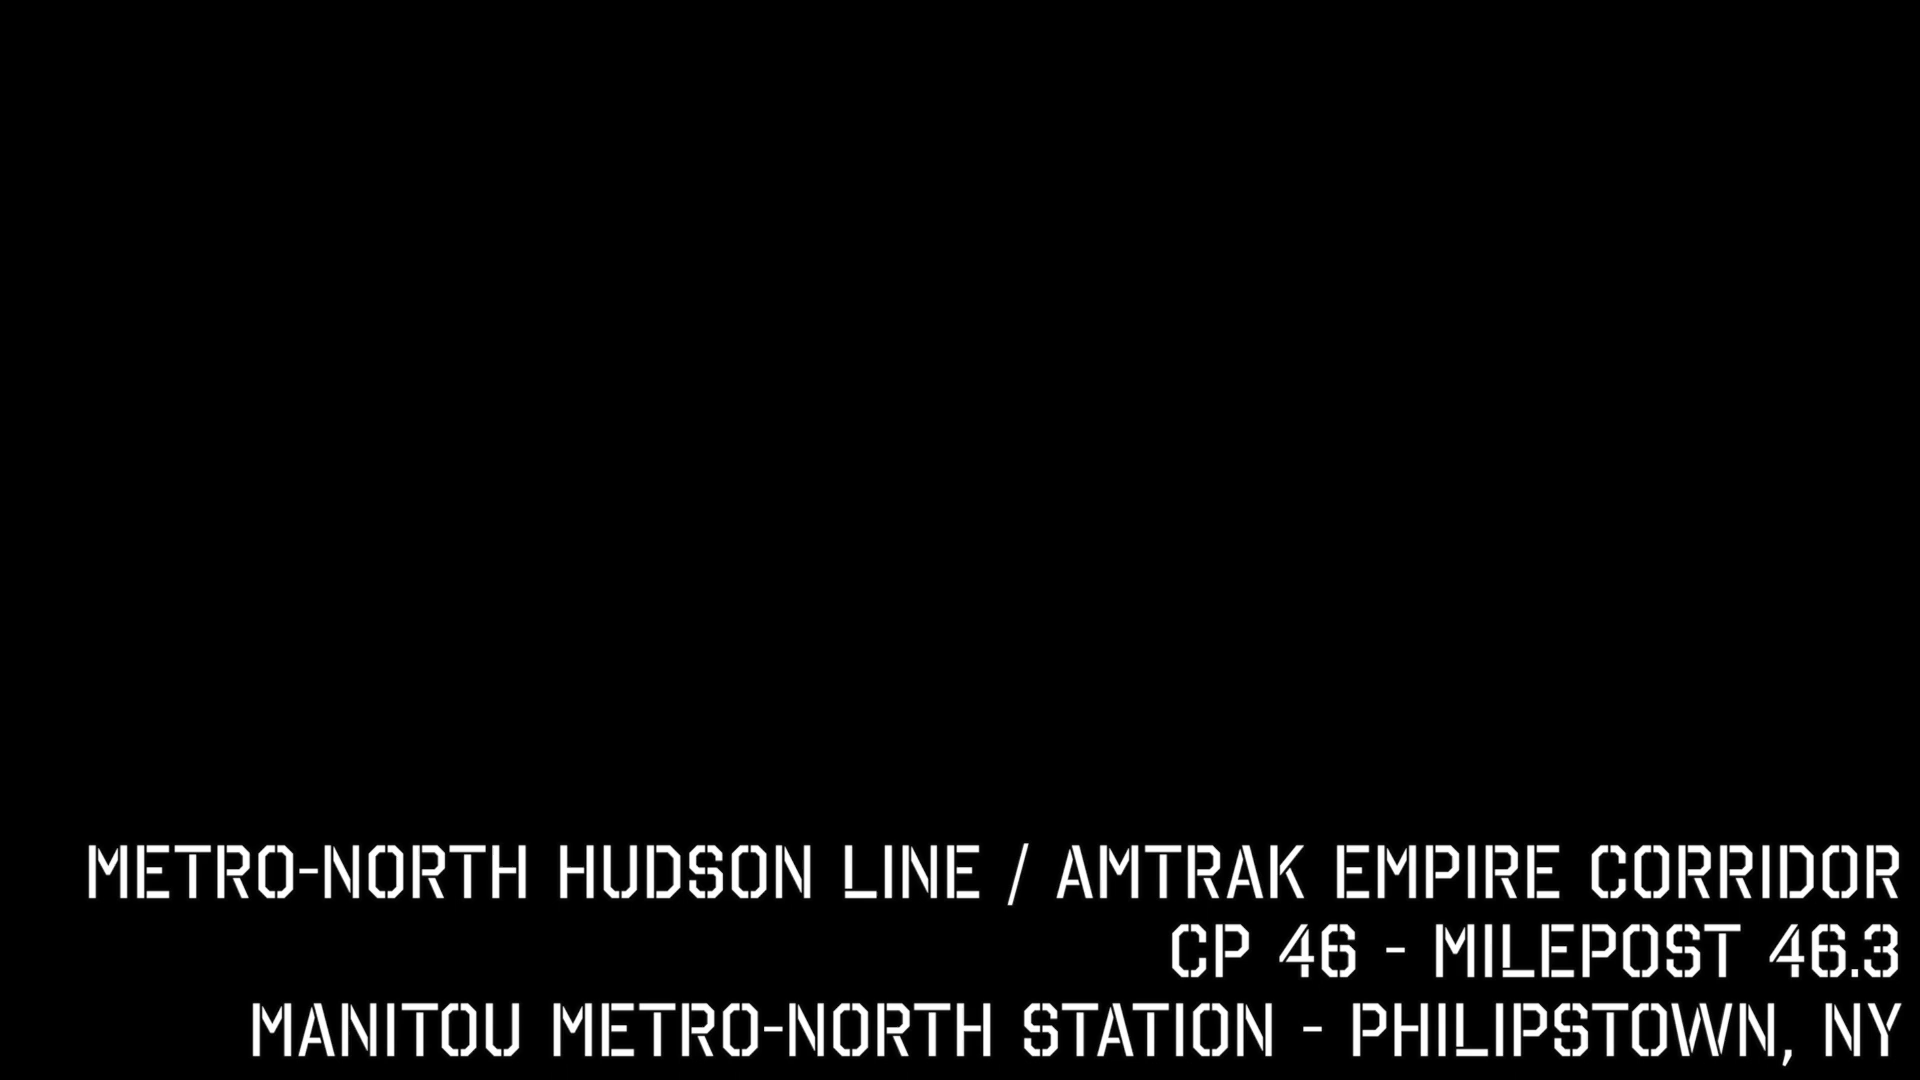 METRO-NORTH HUDSON LINE / AMTRAK EMPIRE CORRIDOR
CP 46 - MILEPOST 46.3
MANITOU METRO-NORTH STATION - PHILIPSTOWN, NY